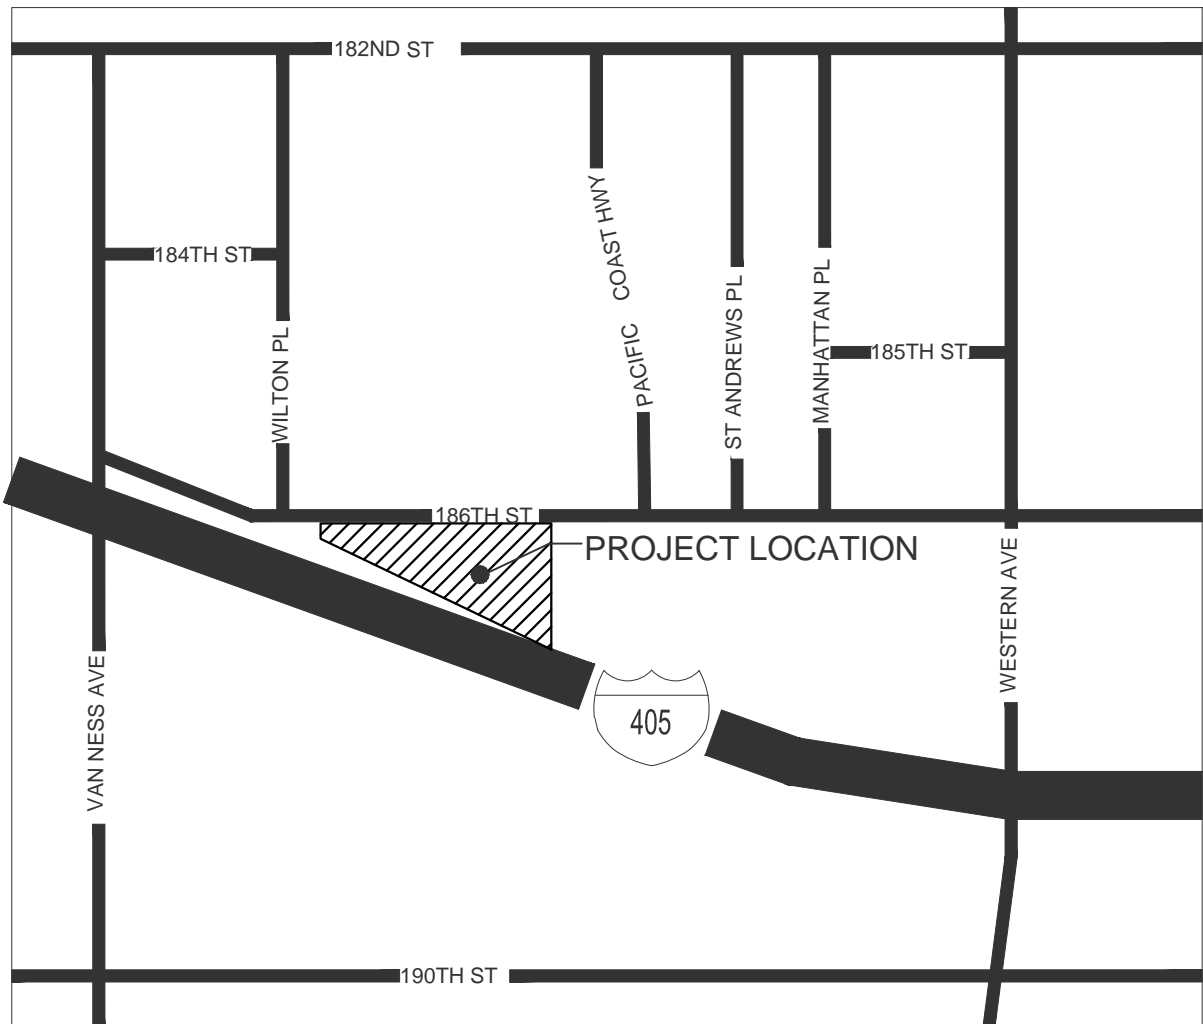 182ND ST
184TH ST
WILTON PL
PACIFIC COAST HWY
ST ANDREWS PL
MANHATTAN PL
185TH ST
186TH ST
PROJECT LOCATION
WESTERN AVE
VAN NESS AVE
405
190TH ST